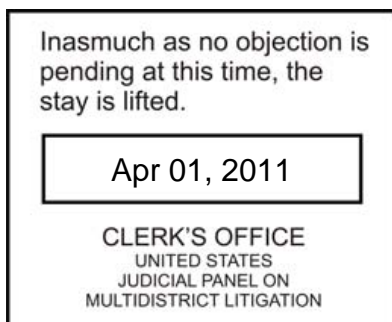 Inasmuch as no objection is
pending at this time, the
stay is lifted.
Apr 01, 2011
CLERK'S OFFICE
UNITED STATES
JUDICIAL PANEL ON
MULTIDISTRICT LITIGATION